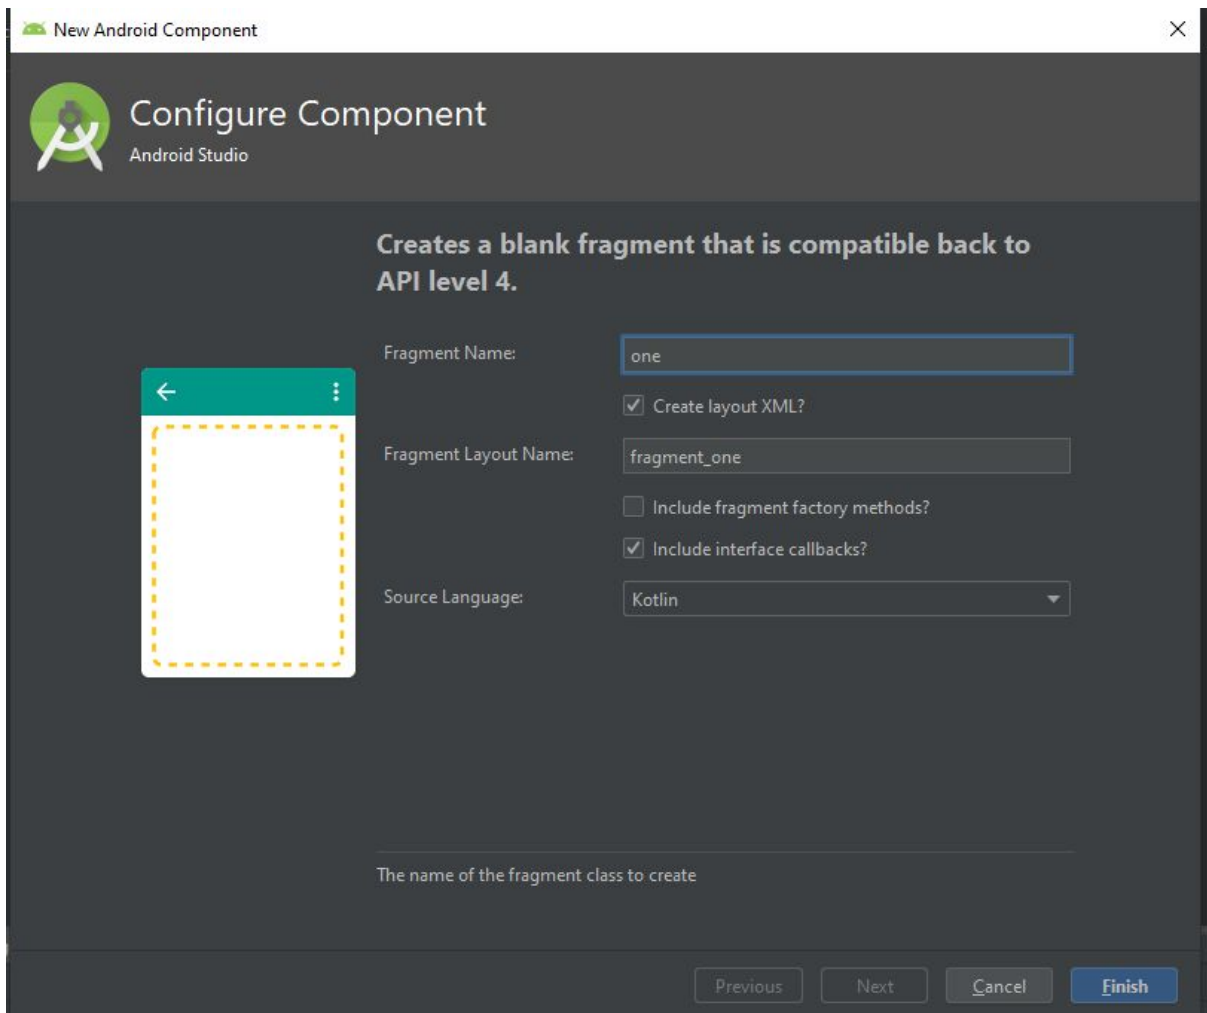 New Android Component
Configure Component
Android Studio
Creates a blank fragment that is compatible back to
API level 4.
Fragment Name:
one
Create layout XML?
Fragment Layout Name:
fragment_one
Include fragment factory methods?
Include interface callbacks?
Source Language:
Kotlin
The name of the fragment class to create
Previous
Next
Cancel
Finish